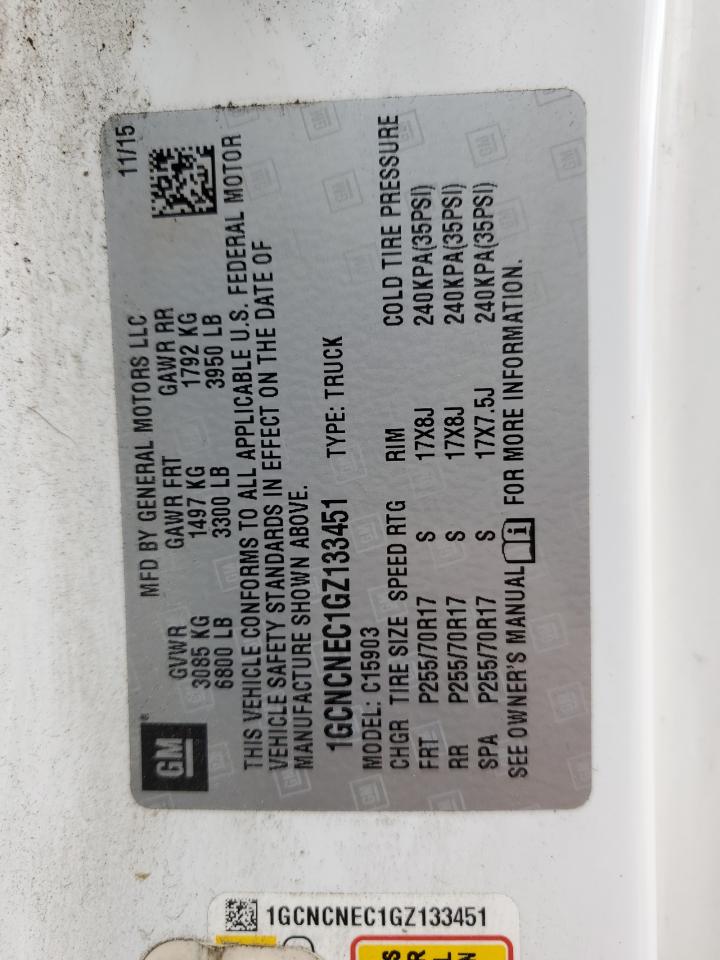 GM ®
MFD BY GENERAL MOTORS LLC 11/15
GVWR GAWR FRT GAWR RR
3085 KG 1497 KG 1792 KG
6800 LB 3300 LB 3950 LB
THIS VEHICLE CONFORMS TO ALL APPLICABLE U.S. FEDERAL MOTOR
VEHICLE SAFETY STANDARDS IN EFFECT ON THE DATE OF
MANUFACTURE SHOWN ABOVE.
1GCNCNEC1GZ133451 TYPE: TRUCK
MODEL: C15903
CHGR TIRE SIZE SPEED RTG RIM COLD TIRE PRESSURE
FRT P255/70R17 S 17X8J 240KPA(35PSI)
RR P255/70R17 S 17X8J 240KPA(35PSI)
SPA P255/70R17 S 17X7.5J 240KPA(35PSI)
SEE OWNER'S MANUAL i FOR MORE INFORMATION.
1GCNCNEC1GZ133451